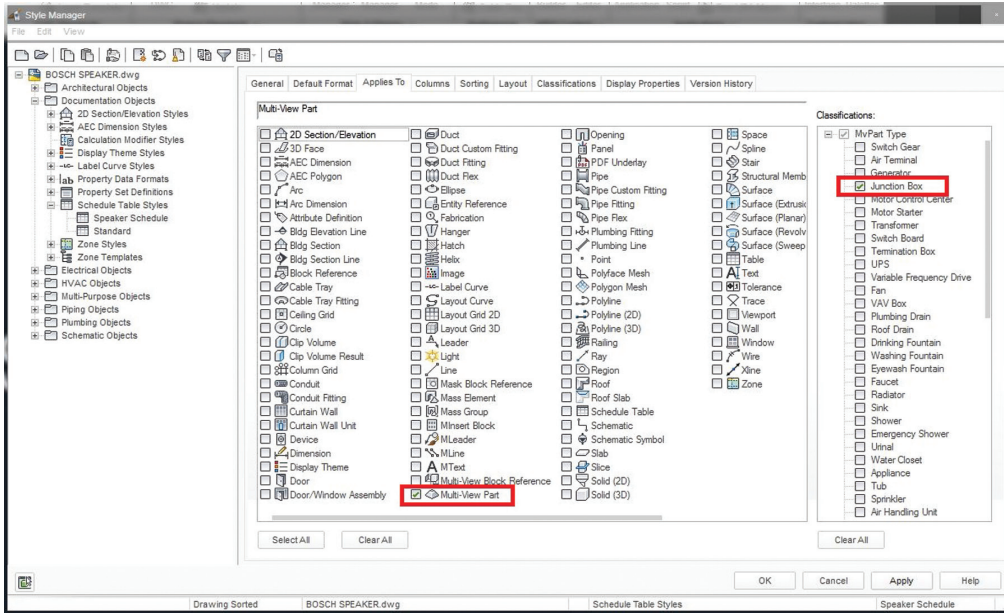 Style Manager
File Edit View
BOSCH SPEAKER.dwg
Architectural Objects
Documentation Objects
2D Section/Elevation Styles
AEC Dimension Styles
Calculation Modifier Styles
Display Theme Styles
Label Curve Styles
Property Data Formats
Property Set Definitions
Schedule Table Styles
Speaker Schedule
Standard
Zone Styles
Zone Templates
Electrical Objects
HVAC Objects
Multi-Purpose Objects
Piping Objects
Plumbing Objects
Schematic Objects
General Default Format Applies To Columns Sorting Layout Classifications Display Properties Version History
Multi-View Part
2D Section/Elevation
3D Face
AEC Dimension
AEC Polygon
Arc
Arc Dimension
Attribute Definition
Bldg Elevation Line
Bldg Section
Bldg Section Line
Block Reference
Cable Tray
Cable Tray Fitting
Ceiling Grid
Circle
Clip Volume
Clip Volume Result
Column Grid
Conduit
Conduit Fitting
Curtain Wall
Curtain Wall Unit
Device
Dimension
Display Theme
Door
Door/Window Assembly
Duct
Duct Custom Fitting
Duct Fitting
Duct Flex
Ellipse
Entity Reference
Fabrication
Hanger
Hatch
Helix
Image
Label Curve
Layout Curve
Layout Grid 2D
Layout Grid 3D
Leader
Light
Line
Mask Block Reference
Mass Element
Mass Group
MInsert Block
MLeader
MLine
MText
Multi-View Block Reference
Multi-View Part
Opening
Panel
PDF Underlay
Pipe
Pipe Custom Fitting
Pipe Fitting
Pipe Flex
Plumbing Fitting
Plumbing Line
Point
Polyface Mesh
Polygon Mesh
Polyline
Polyline (2D)
Polyline (3D)
Railing
Ray
Region
Roof
Roof Slab
Schedule Table
Schematic
Schematic Symbol
Slab
Slice
Solid (2D)
Solid (3D)
Space
Spline
Stair
Structural Memb
Surface
Surface (Extrusic
Surface (Planar)
Surface (Revolv
Surface (Sweep
Table
Text
Tolerance
Trace
Viewport
Wall
Window
Wire
Xline
Zone
Select All Clear All
Classifications:
MvPart Type
Switch Gear
Air Terminal
Generator
Junction Box
Motor Control Center
Motor Starter
Transformer
Switch Board
Termination Box
UPS
Variable Frequency Drive
Fan
VAV Box
Plumbing Drain
Roof Drain
Drinking Fountain
Washing Fountain
Eyewash Fountain
Faucet
Radiator
Sink
Shower
Emergency Shower
Urinal
Water Closet
Appliance
Tub
Sprinkler
Air Handling Unit
Clear All
OK Cancel Apply Help
Drawing Sorted BOSCH SPEAKER.dwg Schedule Table Styles Speaker Schedule